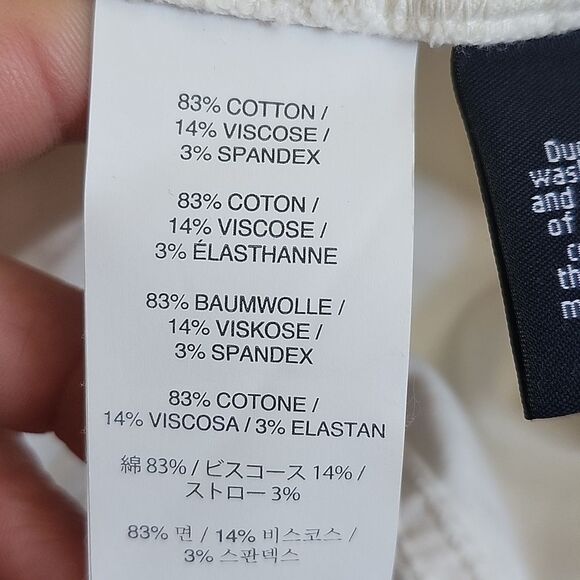 83% COTTON /
14% VISCOSE /
3% SPANDEX
83% COTON /
14% VISCOSE /
3% ÉLASTHANNE
83% BAUMWOLLE /
14% VISKOSE /
3% SPANDEX
83% COTONE /
14% VISCOSA / 3% ELASTAN
綿 83% / ビスコース 14% /
ストロー 3%
83% 면 / 14% 비스코스 /
3% 스판덱스
and
of